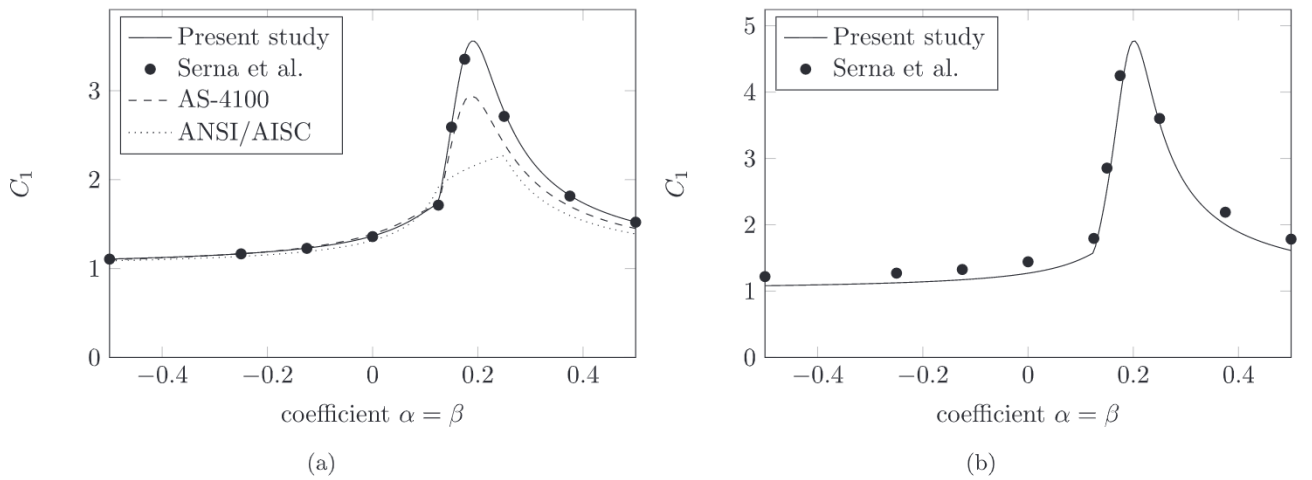 Present study
Serna et al.
AS-4100
ANSI/AISC
3
2
1
0
C1
−0.4 −0.2 0 0.2 0.4
coefficient α = β
(a)
Present study
Serna et al.
5
4
3
2
1
0
C1
−0.4 −0.2 0 0.2 0.4
coefficient α = β
(b)